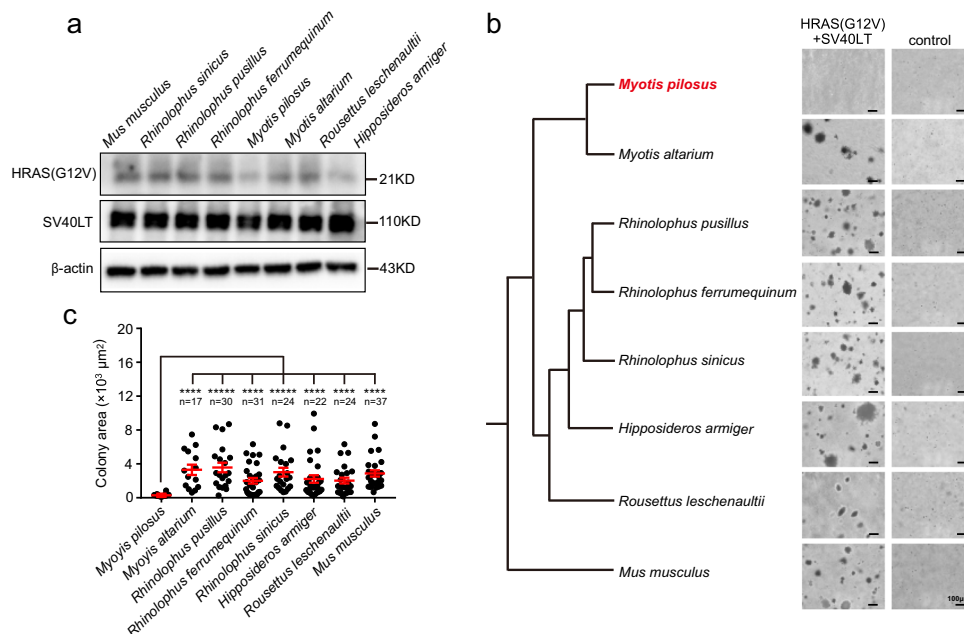 a
Mus musculus
Rhinolophus sinicus
Rhinolophus pusillus
Rhinolophus ferrumequinum
Myotis pilosus
Myotis altarium
Rousettus leschenaultii
Hipposideros armiger
HRAS(G12V)
21KD
SV40LT
110KD
β-actin
43KD
b
HRAS(G12V)
+SV40LT
control
Myotis pilosus
Myotis altarium
Rhinolophus pusillus
Rhinolophus ferrumequinum
Rhinolophus sinicus
Hipposideros armiger
Rousettus leschenaultii
Mus musculus
100μ
c
Colony area (×10³ μm²)
20
16
12
8
4
0
**** ***** **** ***** **** **** ****
n=17 n=30 n=31 n=24 n=22 n=24 n=37
Myoyis pilosus
Myoyis altarium
Rhinolophus pusillus
Rhinolophus ferrumequinum
Rhinolophus sinicus
Hipposideros armiger
Rousettus leschenaultii
Mus musculus